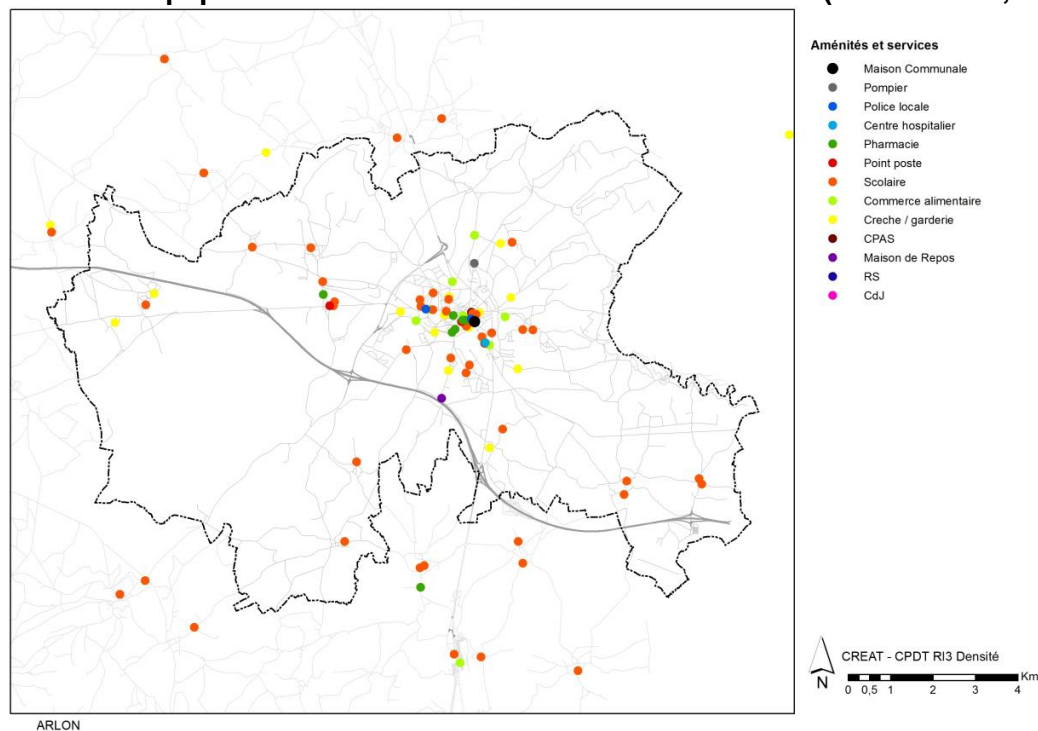 Aménités et services
Maison Communale
Pompier
Police locale
Centre hospitalier
Pharmacie
Point poste
Scolaire
Commerce alimentaire
Creche / garderie
CPAS
Maison de Repos
RS
CdJ
N
CREAT - CPDT RI3 Densité
Km
0 0,5 1 2 3 4
ARLON